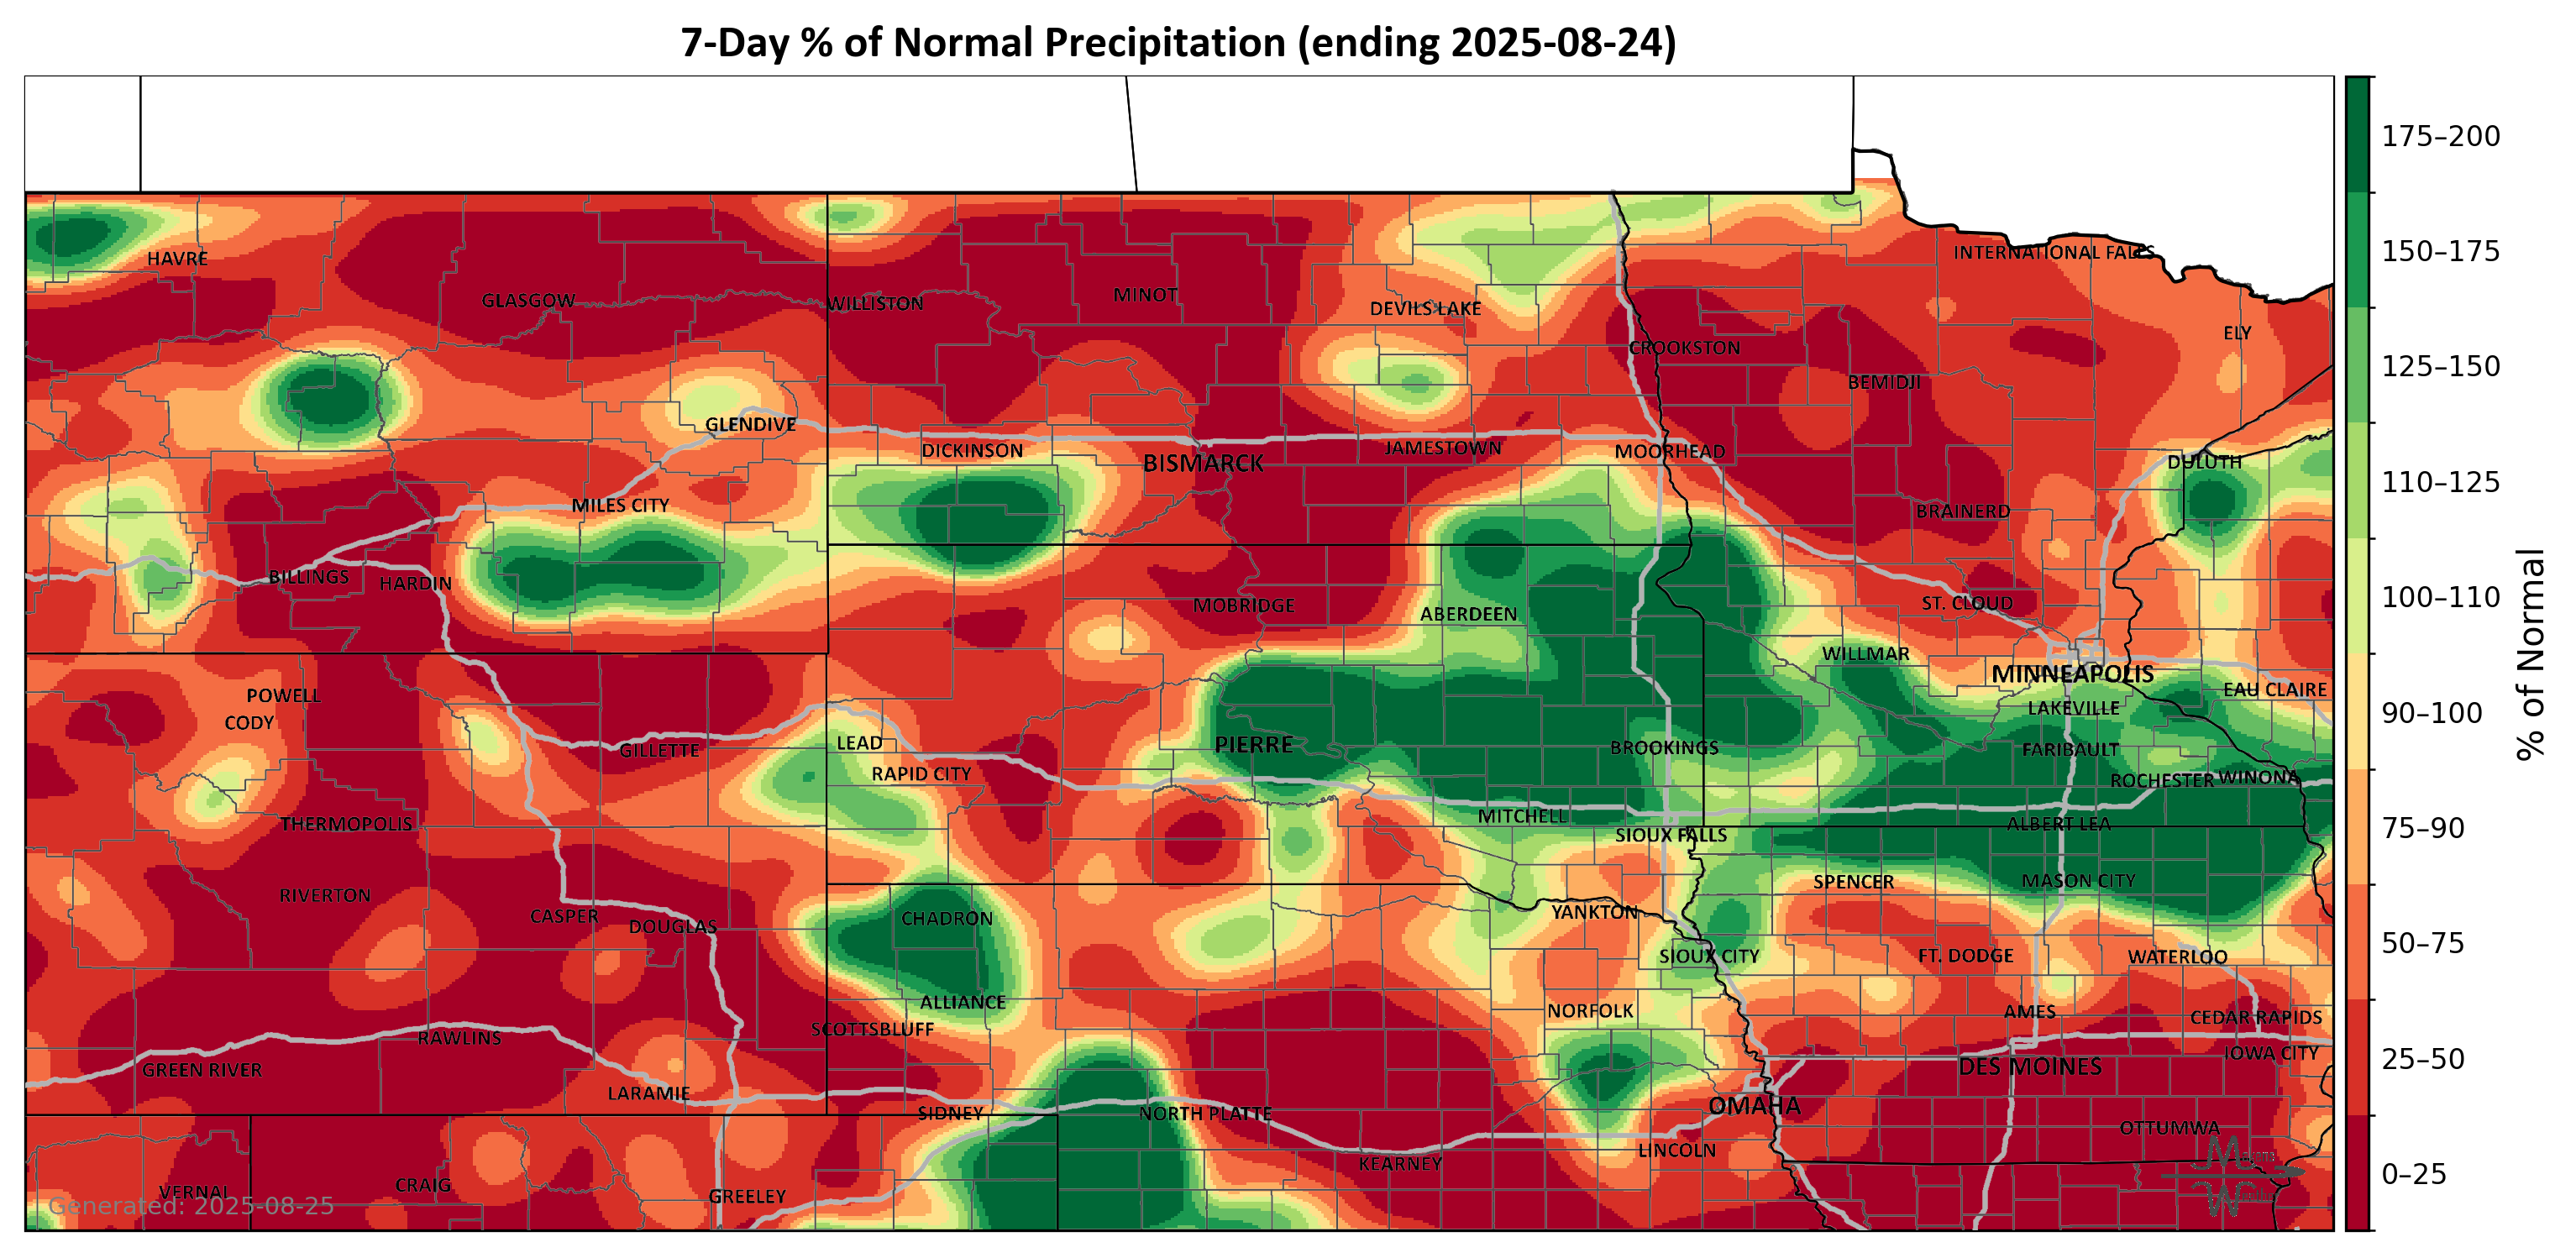 7-Day % of Normal Precipitation (ending 2025-08-24)
HAVRE
GLASGOW
WILLISTON
MINOT
DEVILS LAKE
INTERNATIONAL FALLS
ELY
CROOKSTON
BEMIDJI
GLENDIVE
DICKINSON
BISMARCK
JAMESTOWN
MOORHEAD
DULUTH
MILES CITY
BRAINERD
BILLINGS
HARDIN
MOBRIDGE
ABERDEEN
ST. CLOUD
WILLMAR
MINNEAPOLIS
POWELL
CODY
EAU CLAIRE
LAKEVILLE
GILLETTE
LEAD
RAPID CITY
PIERRE
BROOKINGS
FARIBAULT
ROCHESTER
WINONA
THERMOPOLIS
MITCHELL
SIOUX FALLS
ALBERT LEA
RIVERTON
CASPER
DOUGLAS
CHADRON
YANKTON
SPENCER
MASON CITY
SIOUX CITY
FT. DODGE
WATERLOO
ALLIANCE
SCOTTSBLUFF
NORFOLK
AMES
CEDAR RAPIDS
RAWLINS
GREEN RIVER
DES MOINES
IOWA CITY
LARAMIE
SIDNEY
NORTH PLATTE
OMAHA
OTTUMWA
KEARNEY
LINCOLN
VERNAL
CRAIG
GREELEY
Generated: 2025-08-25
175–200
150–175
125–150
110–125
100–110
90–100
75–90
50–75
25–50
0–25
% of Normal